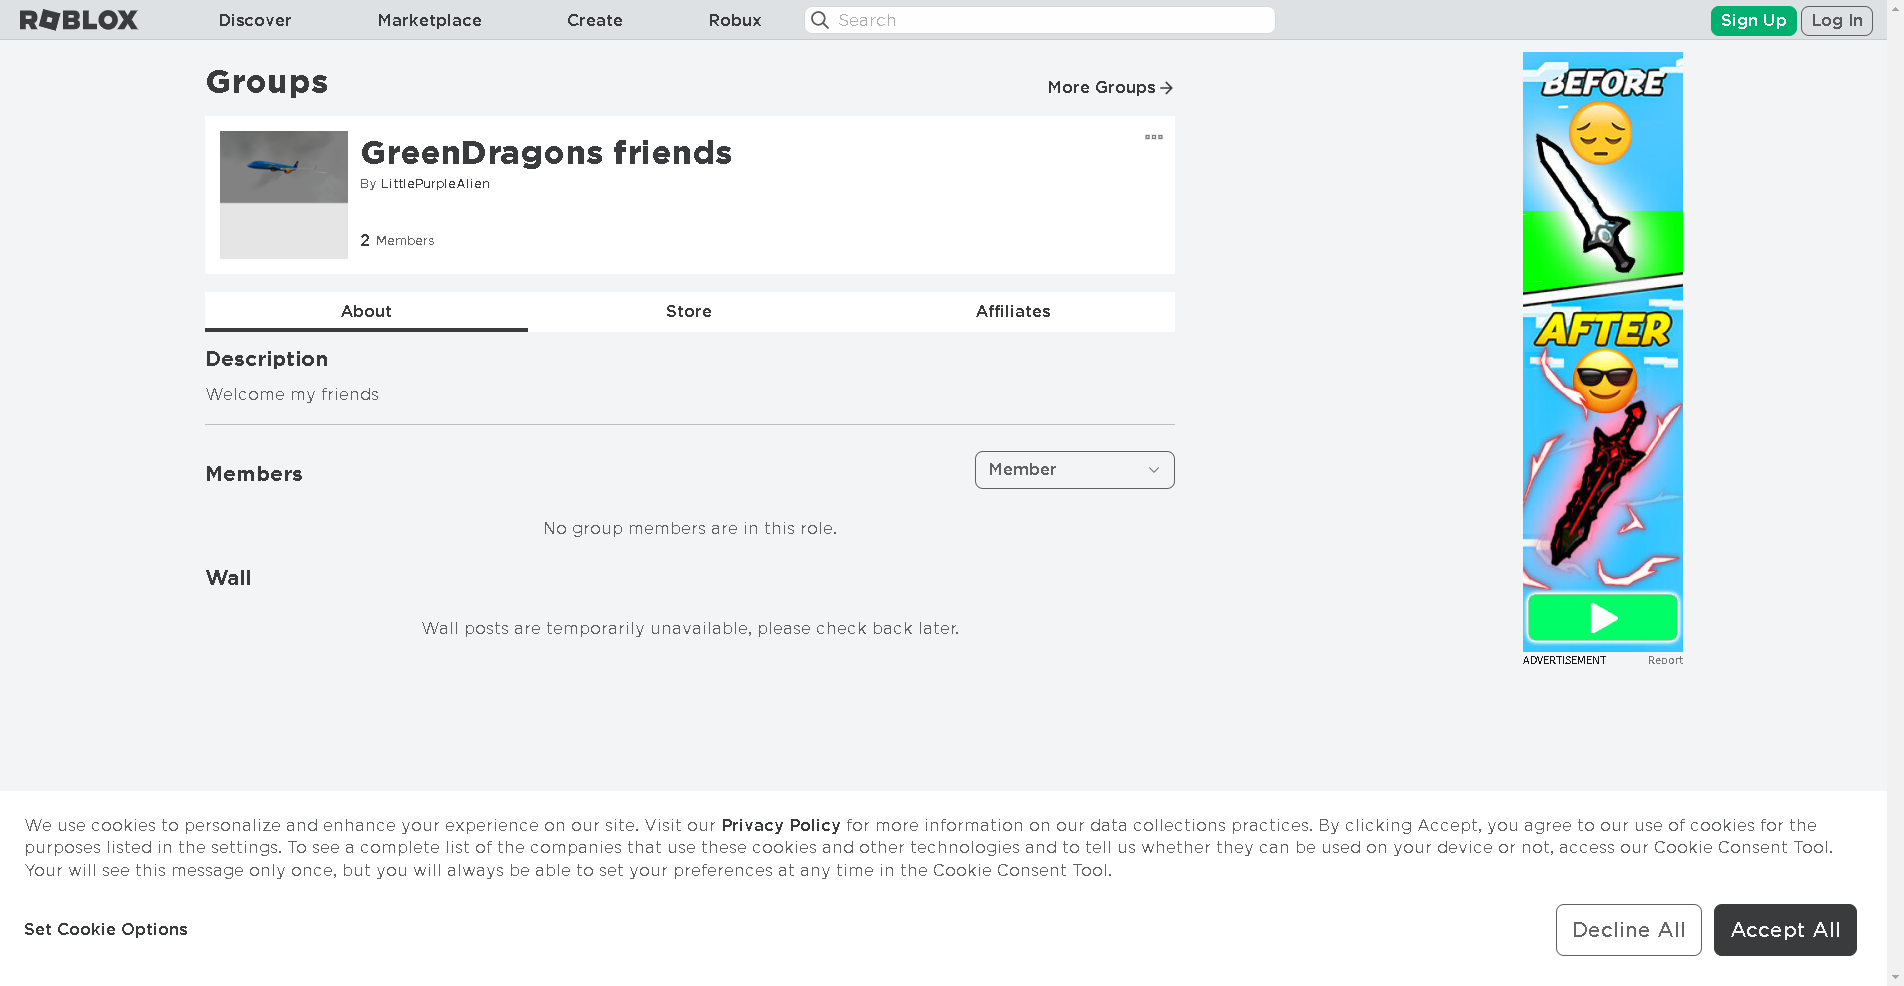 ROBLOX
Discover
Marketplace
Create
Robux
Search
Sign Up
Log In
Groups
More Groups
GreenDragons friends
By LittlePurpleAlien
2 Members
About
Store
Affiliates
Description
Welcome my friends
Members
Member
No group members are in this role.
Wall
Wall posts are temporarily unavailable, please check back later.
BEFORE
AFTER
ADVERTISEMENT
Report
We use cookies to personalize and enhance your experience on our site. Visit our Privacy Policy for more information on our data collections practices. By clicking Accept, you agree to our use of cookies for the
purposes listed in the settings. To see a complete list of the companies that use these cookies and other technologies and to tell us whether they can be used on your device or not, access our Cookie Consent Tool.
Your will see this message only once, but you will always be able to set your preferences at any time in the Cookie Consent Tool.
Set Cookie Options
Decline All
Accept All